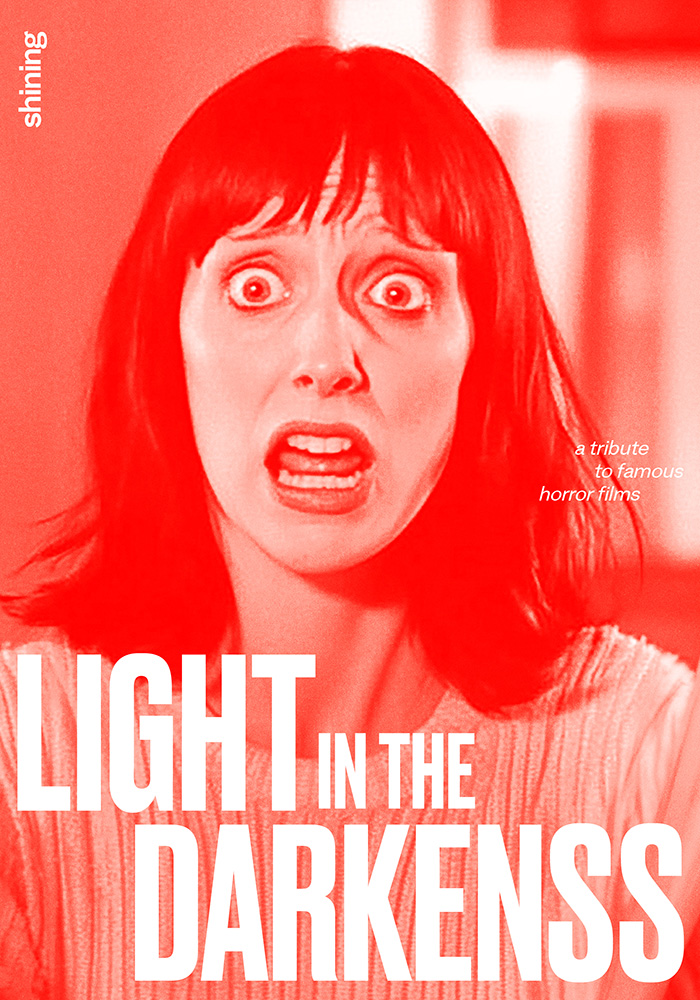 shining
a tribute
to famous
horror films
LIGHT IN THE
DARKENSS